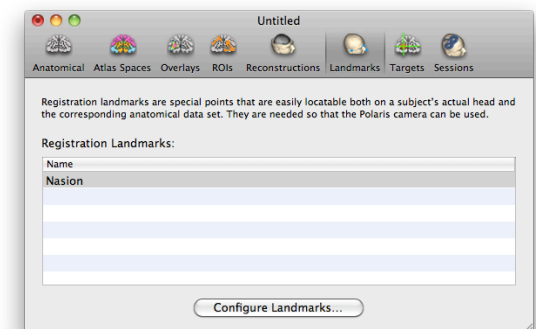 Untitled
Anatomical Atlas Spaces Overlays ROIs Reconstructions Landmarks Targets Sessions
Registration landmarks are special points that are easily locatable both on a subject's actual head and
the corresponding anatomical data set. They are needed so that the Polaris camera can be used.
Registration Landmarks:
Name
Nasion
Configure Landmarks...